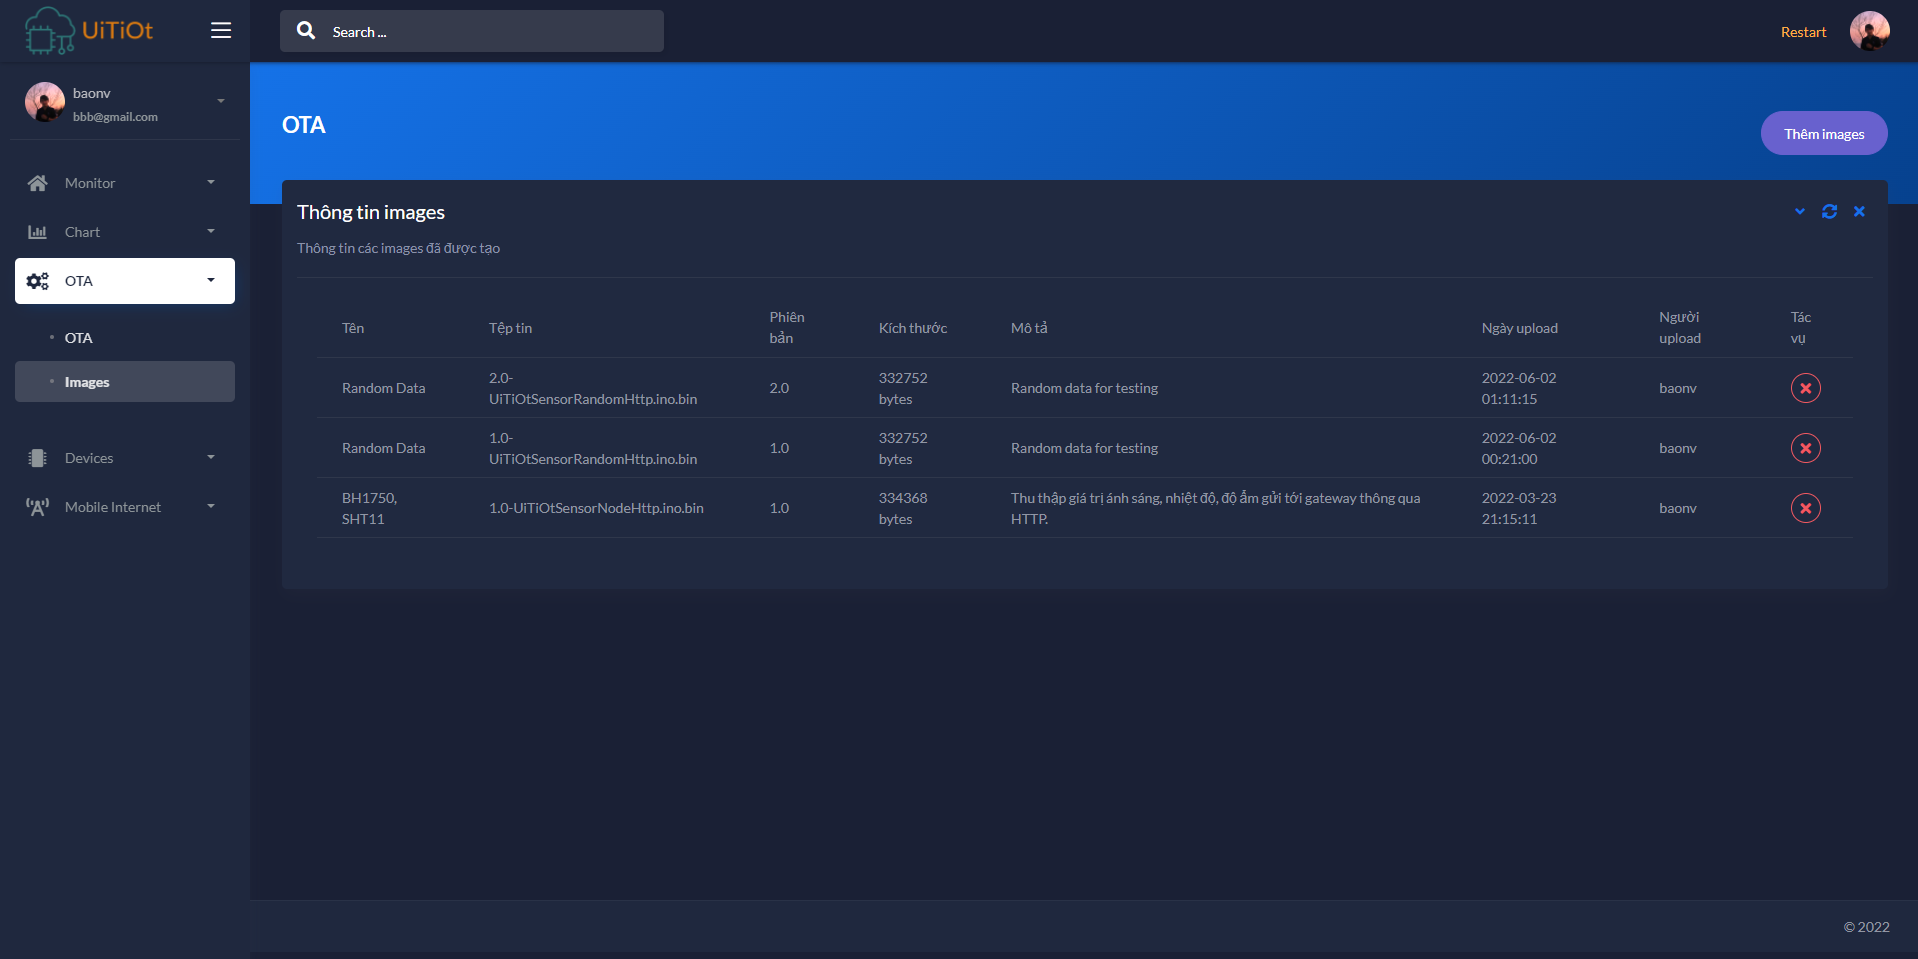 UiTiOt
Search ...
Restart
baonv
bbb@gmail.com
Monitor
Chart
OTA
OTA
Images
Devices
Mobile Internet
OTA
Thêm images
Thông tin images
Thông tin các images đã được tạo
Tên
Tệp tin
Phiên
bản
Kích thước
Mô tả
Ngày upload
Người
upload
Tác
vụ
Random Data
2.0-
UiTiOtSensorRandomHttp.ino.bin
2.0
332752
bytes
Random data for testing
2022-06-02
01:11:15
baonv
Random Data
1.0-
UiTiOtSensorRandomHttp.ino.bin
1.0
332752
bytes
Random data for testing
2022-06-02
00:21:00
baonv
BH1750,
SHT11
1.0-UiTiOtSensorNodeHttp.ino.bin
1.0
334368
bytes
Thu thập giá trị ánh sáng, nhiệt độ, độ ẩm gửi tới gateway thông qua
HTTP.
2022-03-23
21:15:11
baonv
© 2022